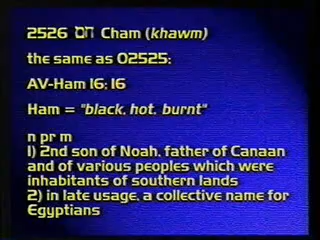 2526 חם Cham (khawm)
the same as 02525;
AV-Ham 16; 16
Ham = "black, hot, burnt"
n pr m
1) 2nd son of Noah, father of Canaan
and of various peoples which were
inhabitants of southern lands
2) in late usage, a collective name for
Egyptians